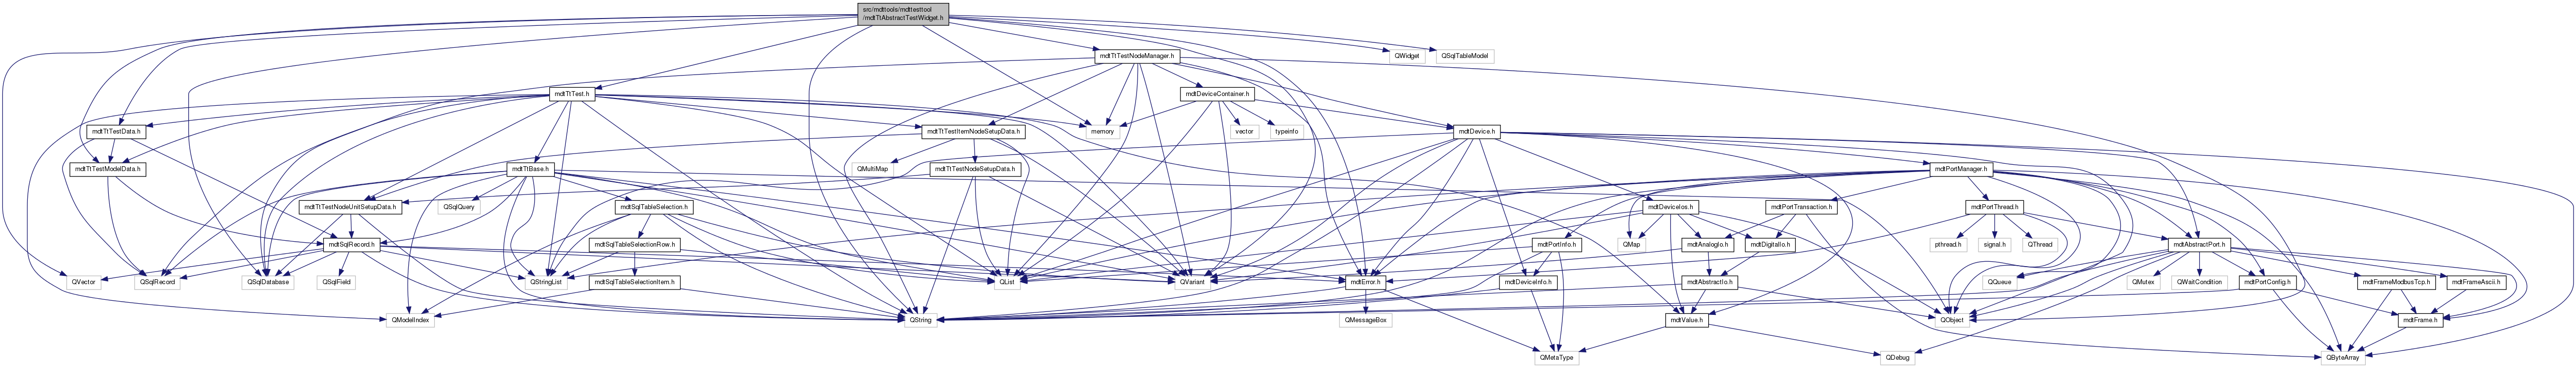 src/mdttools/mdttesttool
/mdtTtAbstractTestWidget.h
mdtTtTestNodeManager.h
QWidget
QSqlTableModel
mdtTtTest.h
mdtDeviceContainer.h
mdtTtTestData.h
memory
mdtTtTestItemNodeSetupData.h
vector
typeinfo
mdtDevice.h
mdtTtTestModelData.h
mdtTtBase.h
QMultiMap
mdtTtTestNodeSetupData.h
mdtPortManager.h
mdtTtTestNodeUnitSetupData.h
QSqlQuery
mdtSqlTableSelection.h
mdtDeviceIos.h
mdtPortTransaction.h
mdtPortThread.h
mdtSqlRecord.h
mdtSqlTableSelectionRow.h
mdtPortInfo.h
QMap
mdtAnalogIo.h
mdtDigitalIo.h
pthread.h
signal.h
QThread
mdtAbstractPort.h
QVector
QSqlRecord
QSqlDatabase
QSqlField
QStringList
mdtSqlTableSelectionItem.h
QList
QVariant
mdtError.h
mdtDeviceInfo.h
mdtAbstractIo.h
QQueue
QMutex
QWaitCondition
mdtPortConfig.h
mdtFrameModbusTcp.h
mdtFrameAscii.h
QModelIndex
QString
QMessageBox
mdtValue.h
QObject
mdtFrame.h
QMetaType
QDebug
QByteArray